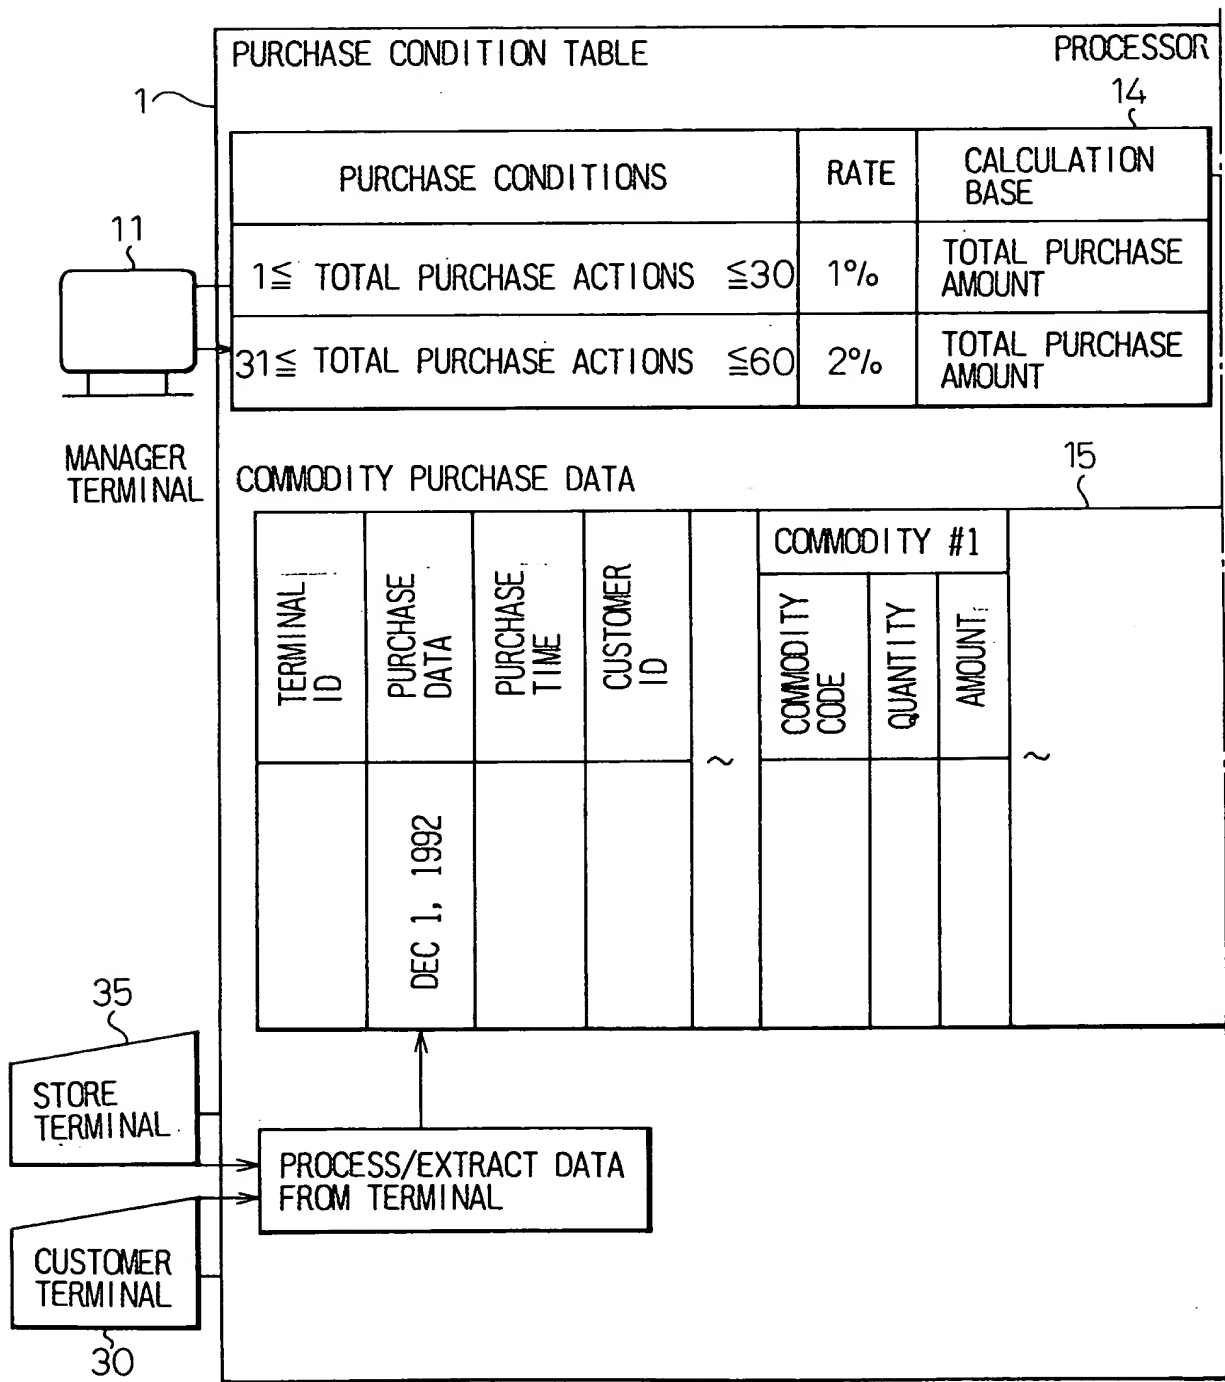 PURCHASE CONDITION TABLE
PROCESSOR
1
14
PURCHASE CONDITIONS
RATE
CALCULATION
BASE
11
1≦ TOTAL PURCHASE ACTIONS ≦30
1%
TOTAL PURCHASE
AMOUNT
31≦ TOTAL PURCHASE ACTIONS ≦60
2%
TOTAL PURCHASE
AMOUNT
MANAGER
TERMINAL
COMMODITY PURCHASE DATA
15
TERMINAL
ID
PURCHASE
DATA
PURCHASE
TIME
CUSTOMER
ID
~
COMMODITY #1
COMMODITY
CODE
QUANTITY
AMOUNT
~
DEC 1, 1992
35
STORE
TERMINAL
PROCESS/EXTRACT DATA
FROM TERMINAL
CUSTOMER
TERMINAL
30